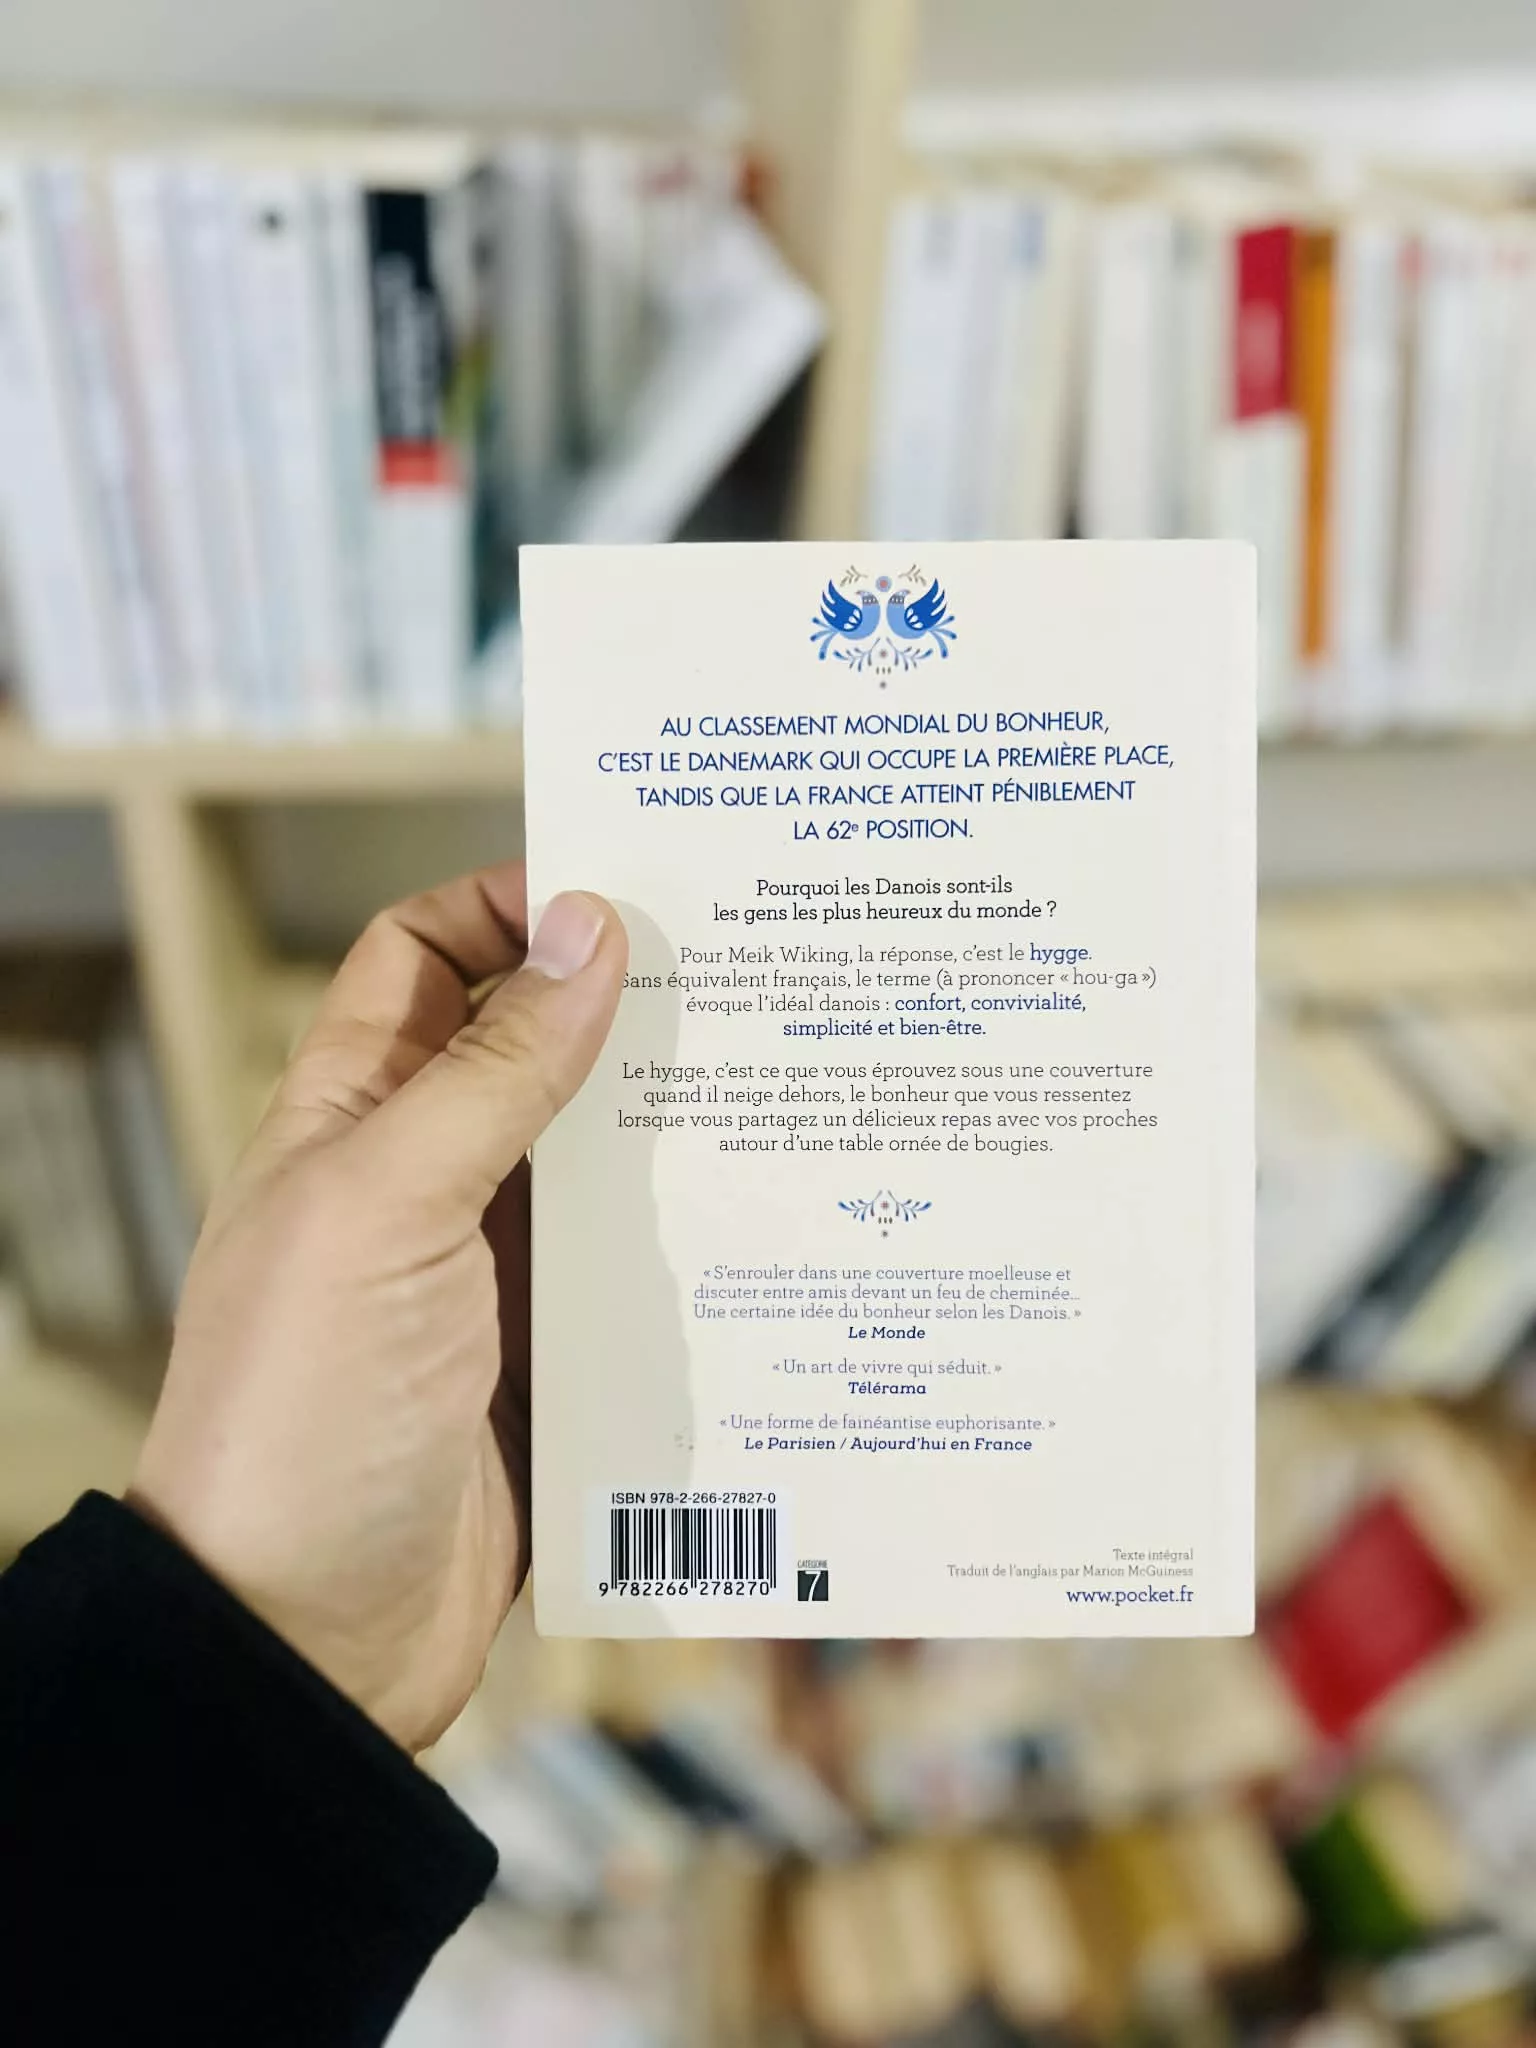 AU CLASSEMENT MONDIAL DU BONHEUR,
C'EST LE DANEMARK QUI OCCUPE LA PREMIÈRE PLACE,
TANDIS QUE LA FRANCE ATTEINT PÉNIBLEMENT
LA 62e POSITION.
Pourquoi les Danois sont-ils
les gens les plus heureux du monde ?
Pour Meik Wiking, la réponse, c'est le hygge.
Sans équivalent français, le terme (à prononcer « hou-ga »)
évoque l'idéal danois : confort, convivialité,
simplicité et bien-être.
Le hygge, c'est ce que vous éprouvez sous une couverture
quand il neige dehors, le bonheur que vous ressentez
lorsque vous partagez un délicieux repas avec vos proches
autour d'une table ornée de bougies.
« S'enrouler dans une couverture moelleuse et
discuter entre amis devant un feu de cheminée...
Une certaine idée du bonheur selon les Danois. »
Le Monde
« Un art de vivre qui séduit. »
Télérama
« Une forme de fainéantise euphorisante. »
Le Parisien / Aujourd'hui en France
ISBN 978-2-266-27827-0
9 782266 278270
CATÉGORIE
7
Texte intégral
Traduit de l'anglais par Marion McGuiness
www.pocket.fr